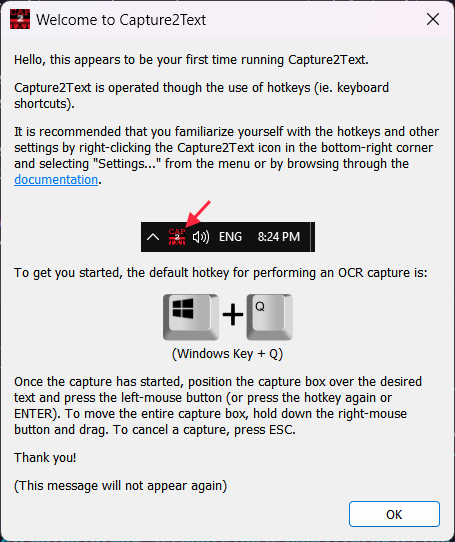 Welcome to Capture2Text
Hello, this appears to be your first time running Capture2Text.
Capture2Text is operated though the use of hotkeys (ie. keyboard
shortcuts).
It is recommended that you familiarize yourself with the hotkeys and other
settings by right-clicking the Capture2Text icon in the bottom-right corner
and selecting "Settings..." from the menu or by browsing through the
documentation.
CAP
2
ENG 8:24 PM
To get you started, the default hotkey for performing an OCR capture is:
+ Q
(Windows Key + Q)
Once the capture has started, position the capture box over the desired
text and press the left-mouse button (or press the hotkey again or
ENTER). To move the entire capture box, hold down the right-mouse
button and drag. To cancel a capture, press ESC.
Thank you!
(This message will not appear again)
OK